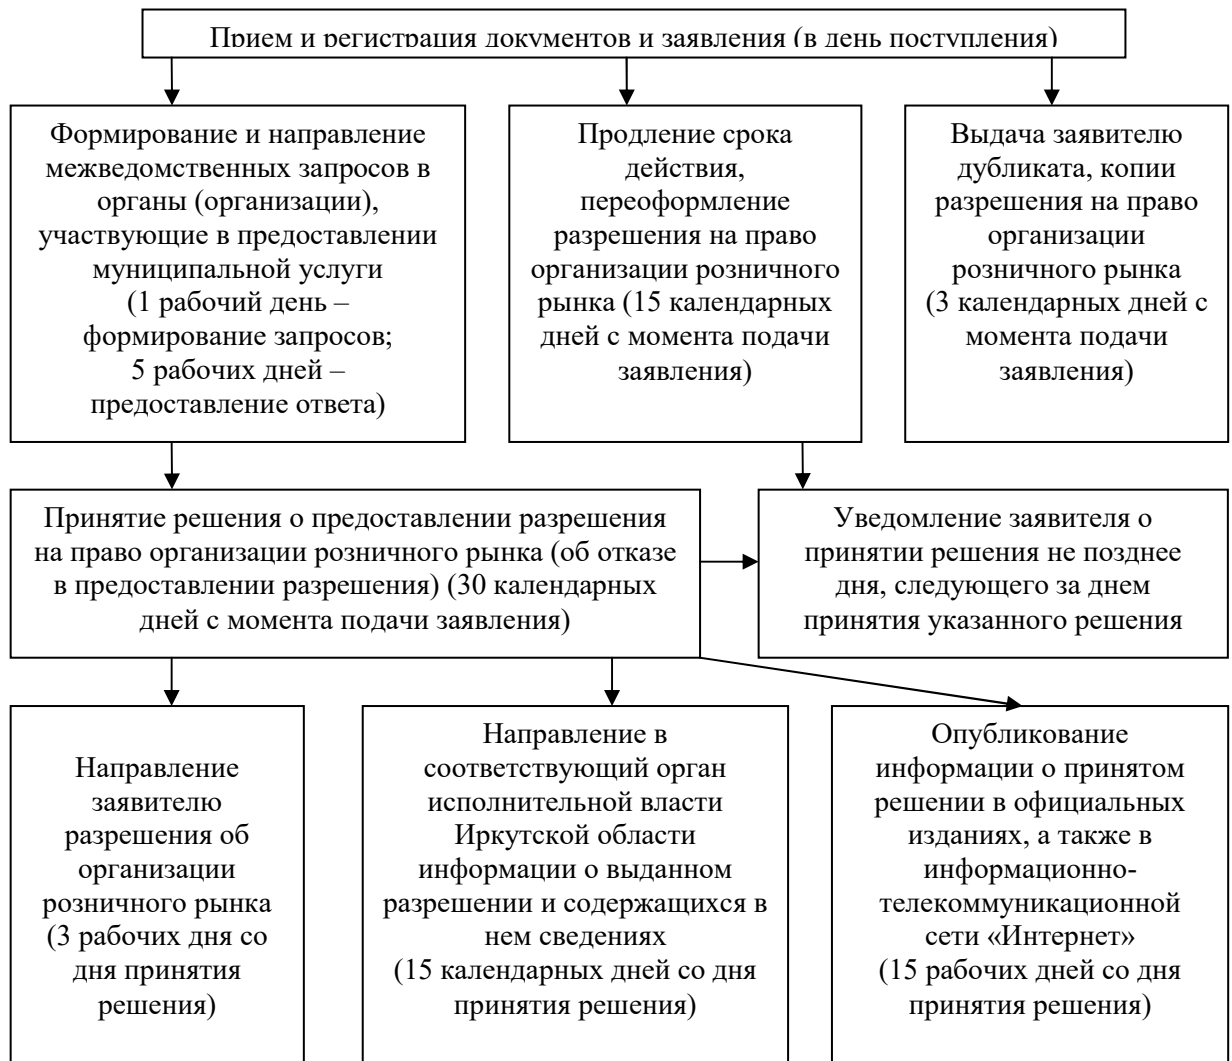 Прием и регистрация документов и заявления (в день поступления)
Формирование и направление
межведомственных запросов в
органы (организации),
участвующие в предоставлении
муниципальной услуги
(1 рабочий день –
формирование запросов;
5 рабочих дней –
предоставление ответа)
Продление срока
действия,
переоформление
разрешения на право
организации розничного
рынка (15 календарных
дней с момента подачи
заявления)
Выдача заявителю
дубликата, копии
разрешения на право
организации
розничного рынка
(3 календарных дней с
момента подачи
заявления)
Принятие решения о предоставлении разрешения
на право организации розничного рынка (об отказе
в предоставлении разрешения) (30 календарных
дней с момента подачи заявления)
Уведомление заявителя о
принятии решения не позднее
дня, следующего за днем
принятия указанного решения
Направление
заявителю
разрешения об
организации
розничного рынка
(3 рабочих дня со
дня принятия
решения)
Направление в
соответствующий орган
исполнительной власти
Иркутской области
информации о выданном
разрешении и содержащихся в
нем сведениях
(15 календарных дней со дня
принятия решения)
Опубликование
информации о принятом
решении в официальных
изданиях, а также в
информационно-
телекоммуникационной
сети «Интернет»
(15 рабочих дней со дня
принятия решения)